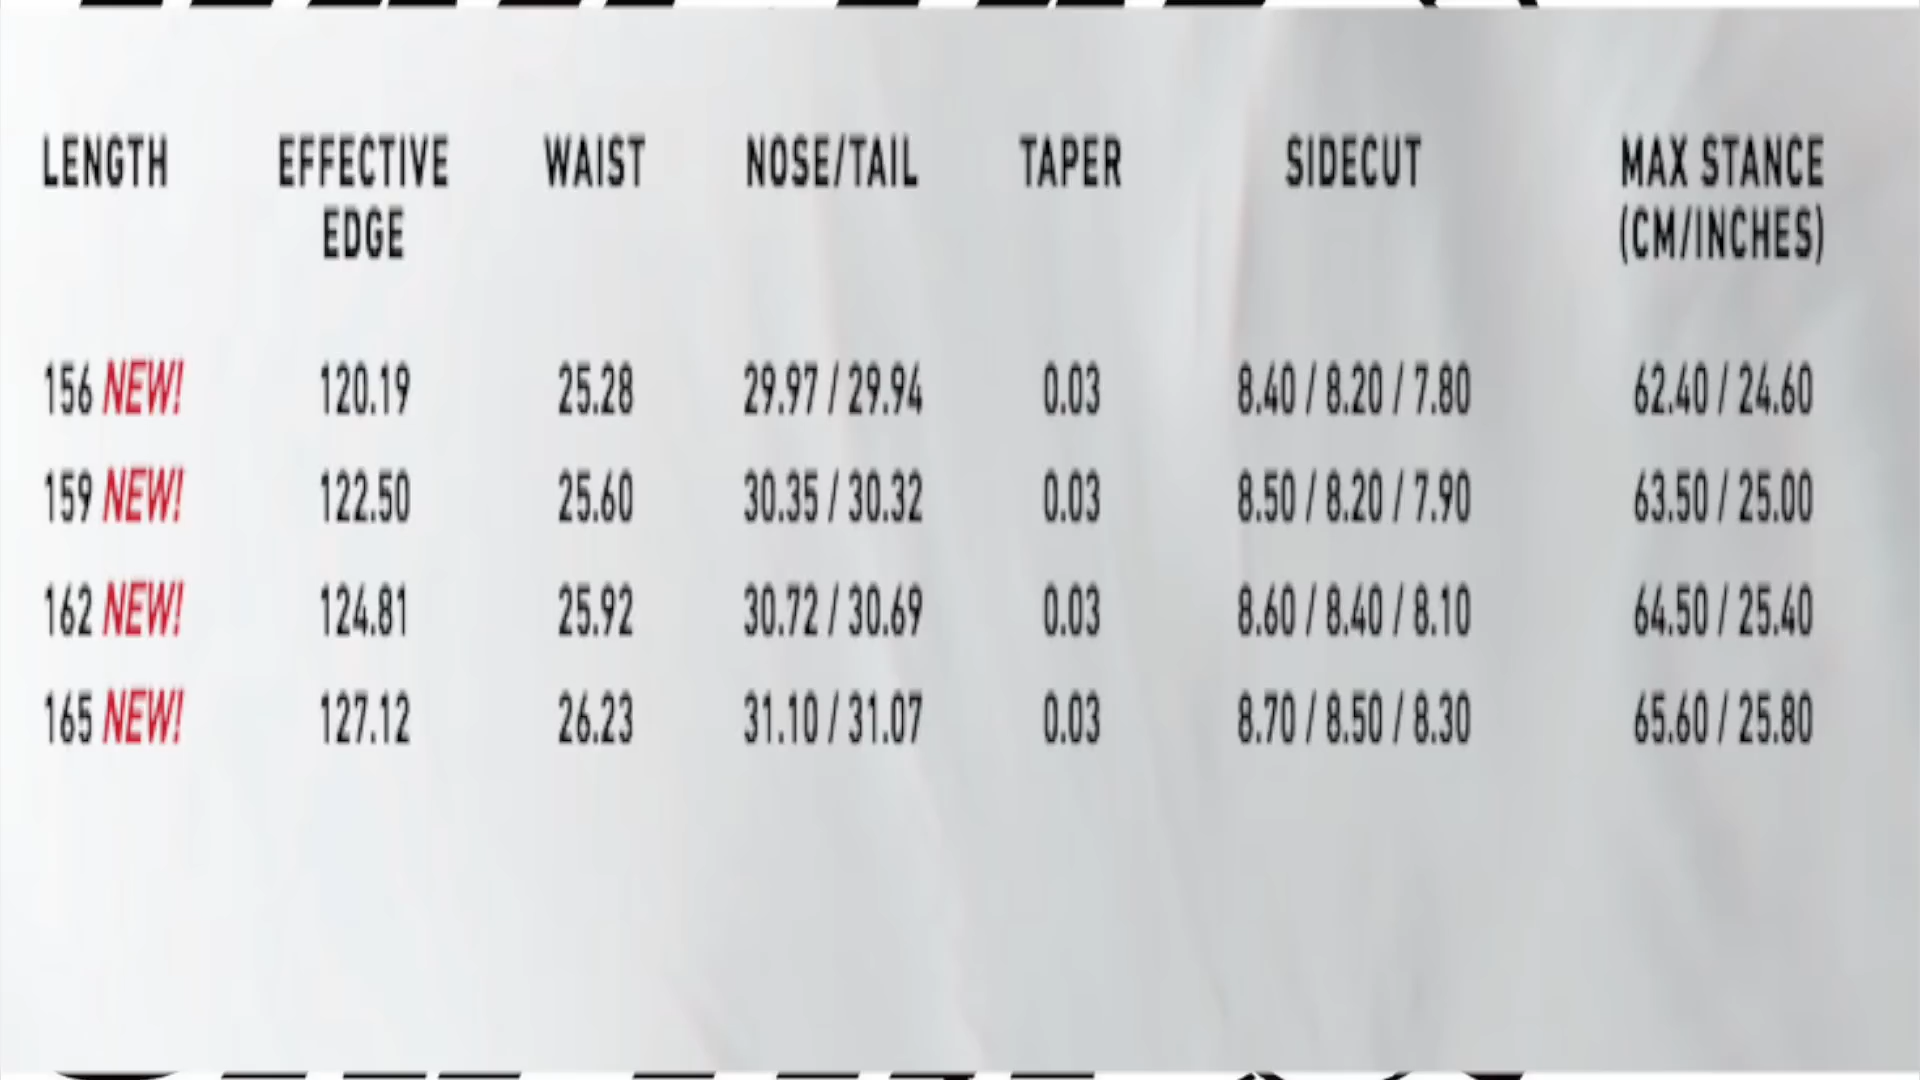 LENGTH EFFECTIVE EDGE WAIST NOSE/TAIL TAPER SIDECUT MAX STANCE (CM/INCHES)
156 NEW! 120.19 25.28 29.97 / 29.94 0.03 8.40 / 8.20 / 7.80 62.40 / 24.60
159 NEW! 122.50 25.60 30.35 / 30.32 0.03 8.50 / 8.20 / 7.90 63.50 / 25.00
162 NEW! 124.81 25.92 30.72 / 30.69 0.03 8.60 / 8.40 / 8.10 64.50 / 25.40
165 NEW! 127.12 26.23 31.10 / 31.07 0.03 8.70 / 8.50 / 8.30 65.60 / 25.80